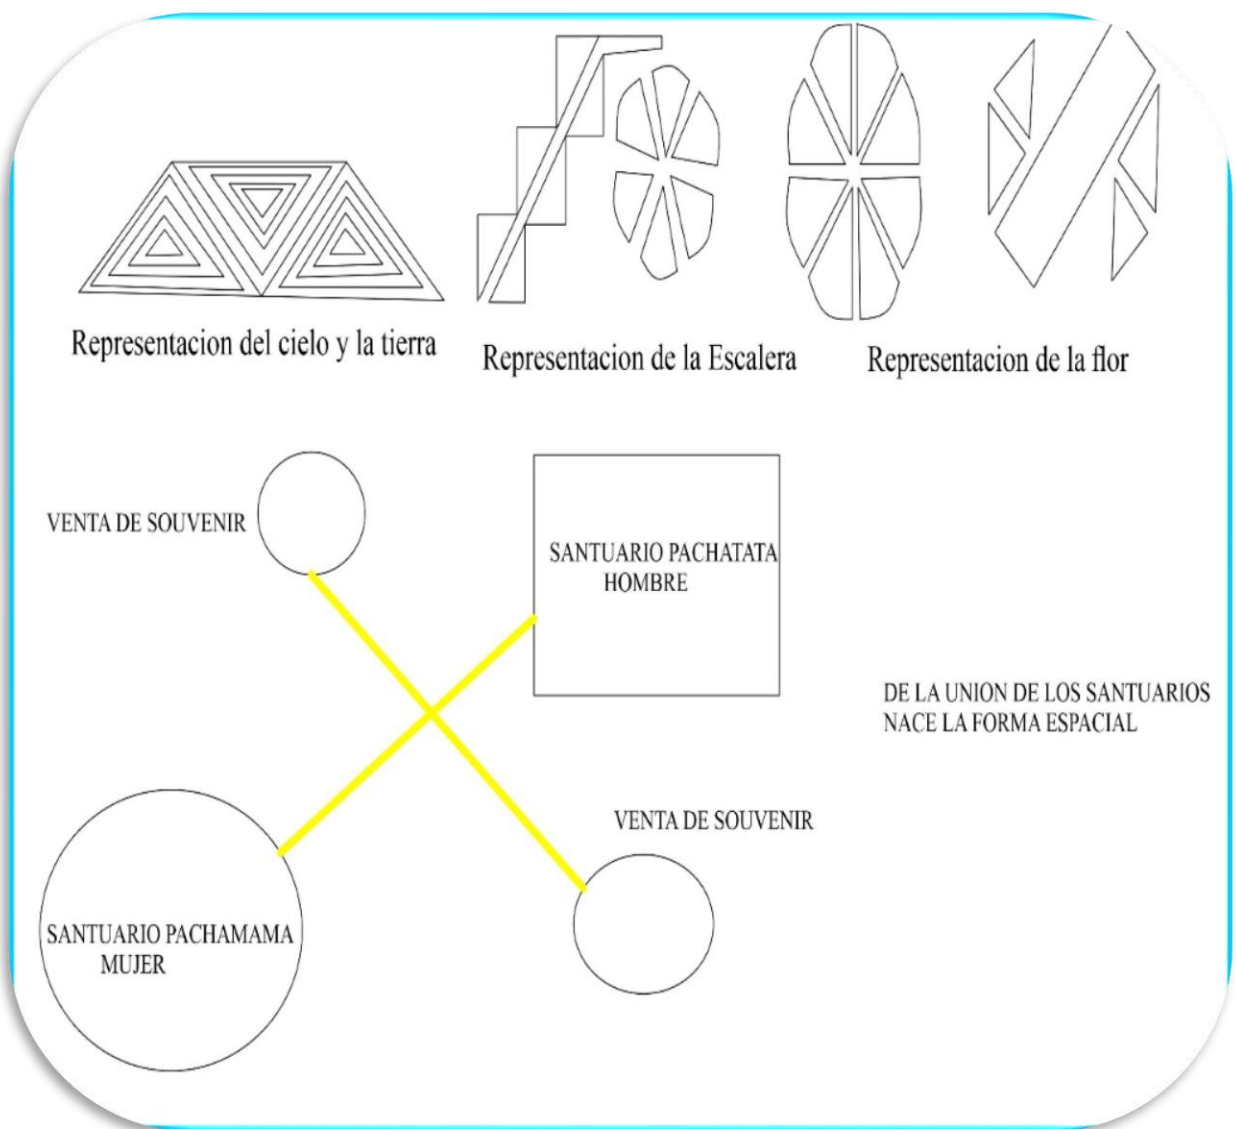 Representacion del cielo y la tierra
Representacion de la Escalera
Representacion de la flor
VENTA DE SOUVENIR
SANTUARIO PACHATATA
HOMBRE
DE LA UNION DE LOS SANTUARIOS
NACE LA FORMA ESPACIAL
VENTA DE SOUVENIR
SANTUARIO PACHAMAMA
MUJER